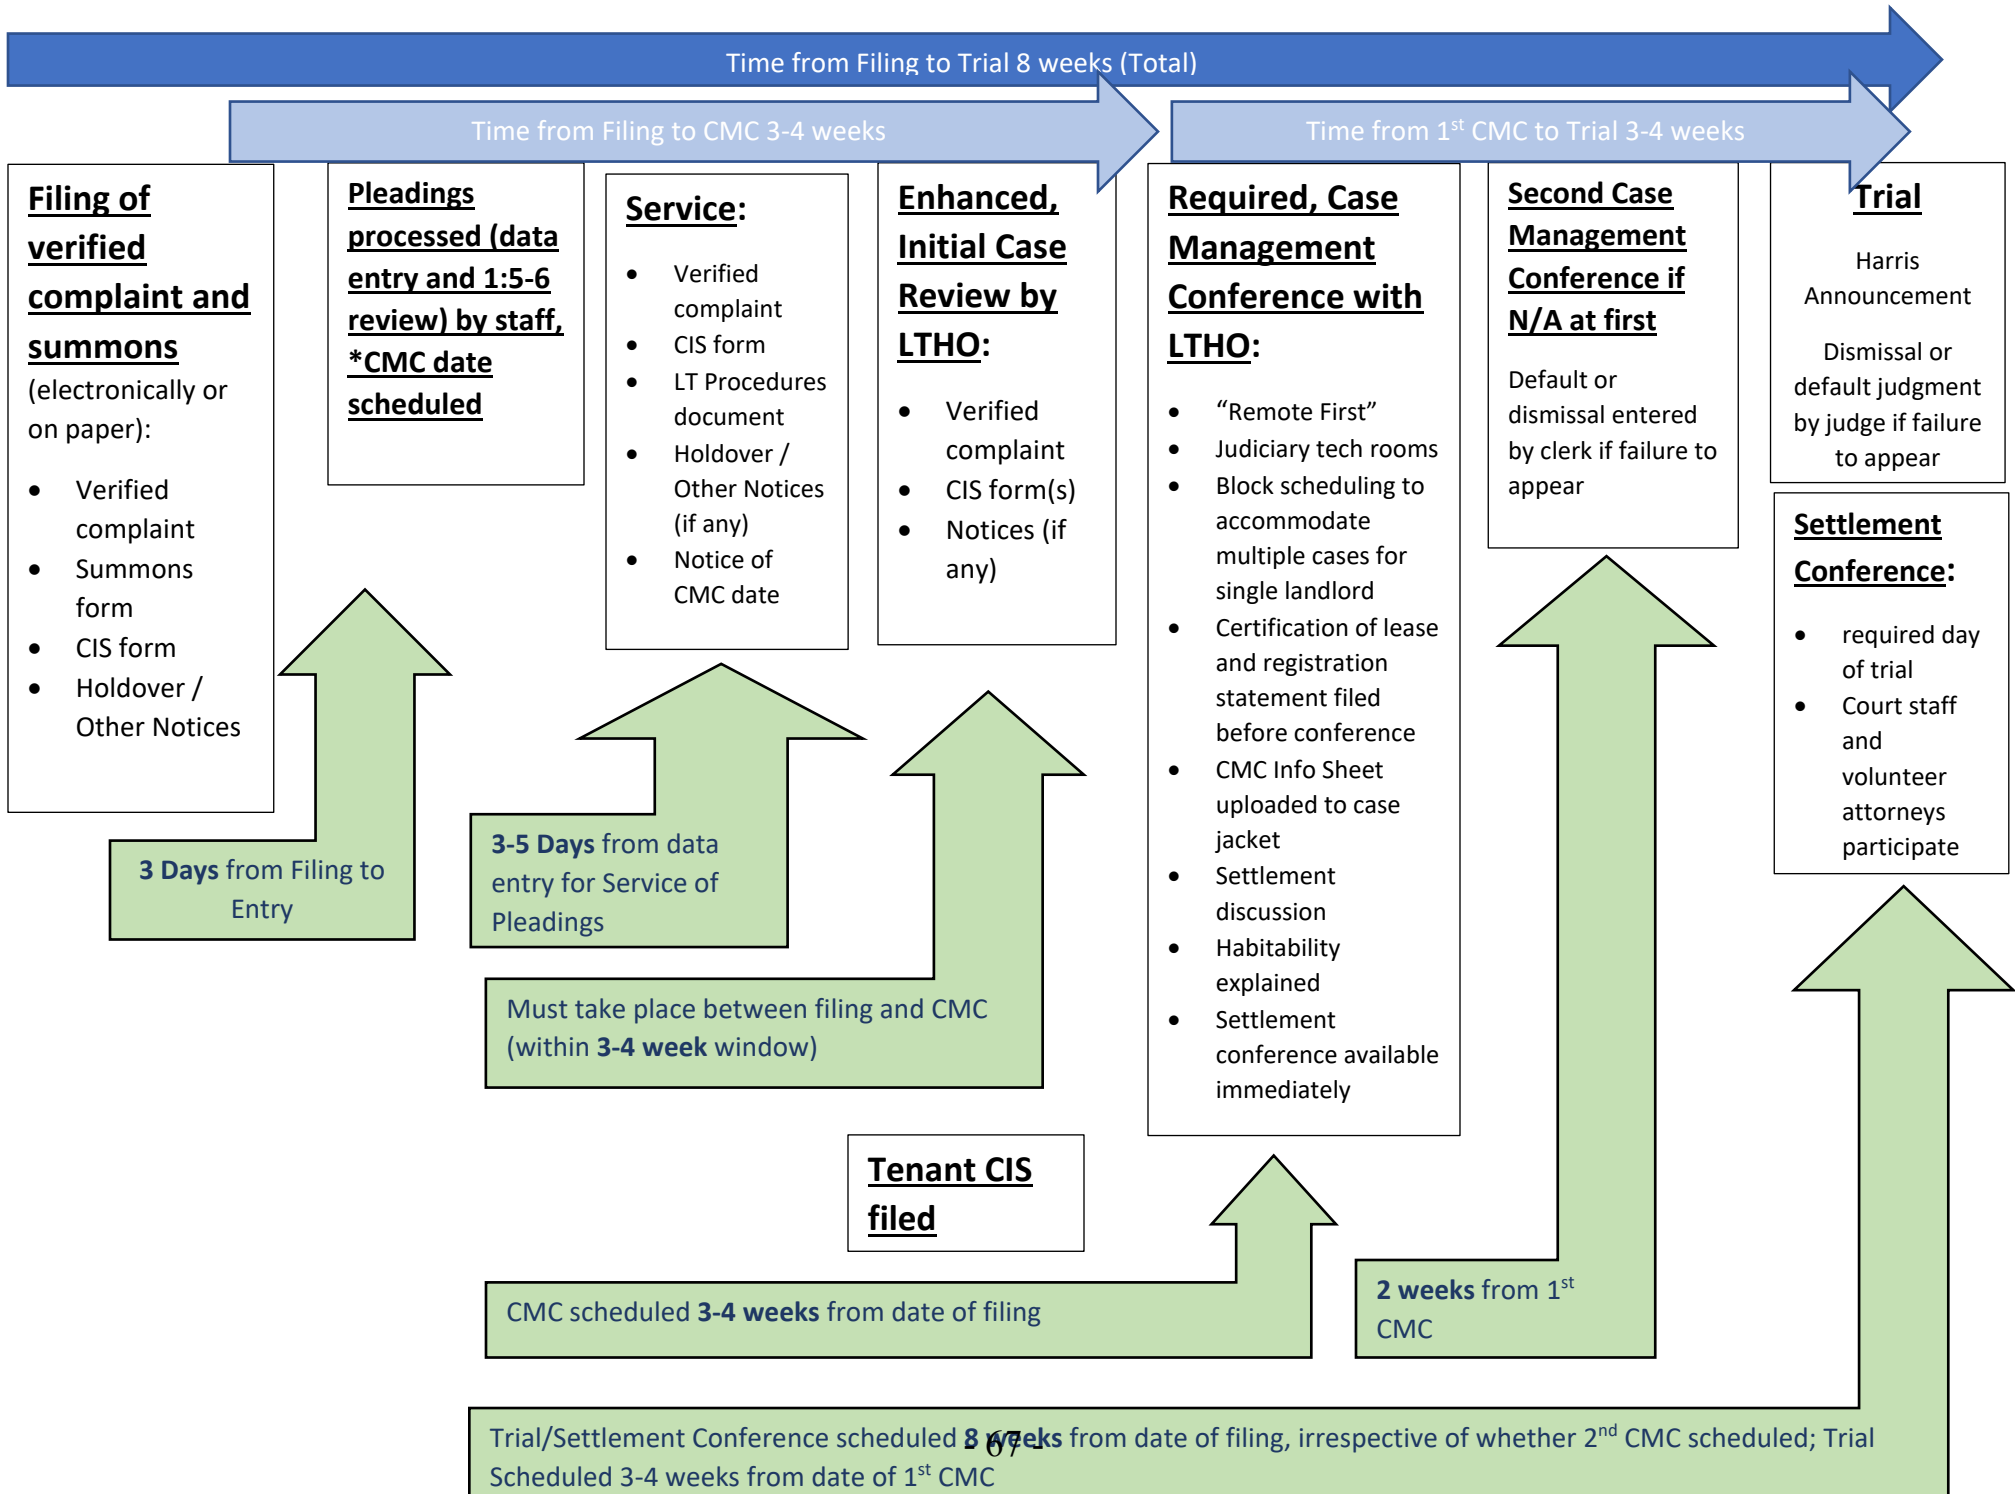 Time from Filing to Trial 8 weeks (Total)
Time from Filing to CMC 3-4 weeks
Time from 1st CMC to Trial 3-4 weeks
Filing of
verified
complaint and
summons
(electronically or
on paper):
• Verified
complaint
• Summons
form
• CIS form
• Holdover /
Other Notices
Pleadings
processed (data
entry and 1:5-6
review) by staff,
*CMC date
scheduled
Service:
• Verified
complaint
• CIS form
• LT Procedures
document
• Holdover /
Other Notices
(if any)
• Notice of
CMC date
Enhanced,
Initial Case
Review by
LTHO:
• Verified
complaint
• CIS form(s)
• Notices (if
any)
Required, Case
Management
Conference with
LTHO:
• “Remote First”
• Judiciary tech rooms
• Block scheduling to
accommodate
multiple cases for
single landlord
• Certification of lease
and registration
statement filed
before conference
• CMC Info Sheet
uploaded to case
jacket
• Settlement
discussion
• Habitability
explained
• Settlement
conference available
immediately
Second Case
Management
Conference if
N/A at first
Default or
dismissal entered
by clerk if failure to
appear
Trial
Harris
Announcement
Dismissal or
default judgment
by judge if failure
to appear
Settlement
Conference:
• required day
of trial
• Court staff
and
volunteer
attorneys
participate
3 Days from Filing to
Entry
3-5 Days from data
entry for Service of
Pleadings
Must take place between filing and CMC
(within 3-4 week window)
Tenant CIS
filed
CMC scheduled 3-4 weeks from date of filing
2 weeks from 1st
CMC
Trial/Settlement Conference scheduled 8 weeks from date of filing, irrespective of whether 2nd CMC scheduled; Trial
Scheduled 3-4 weeks from date of 1st CMC
- 67 -